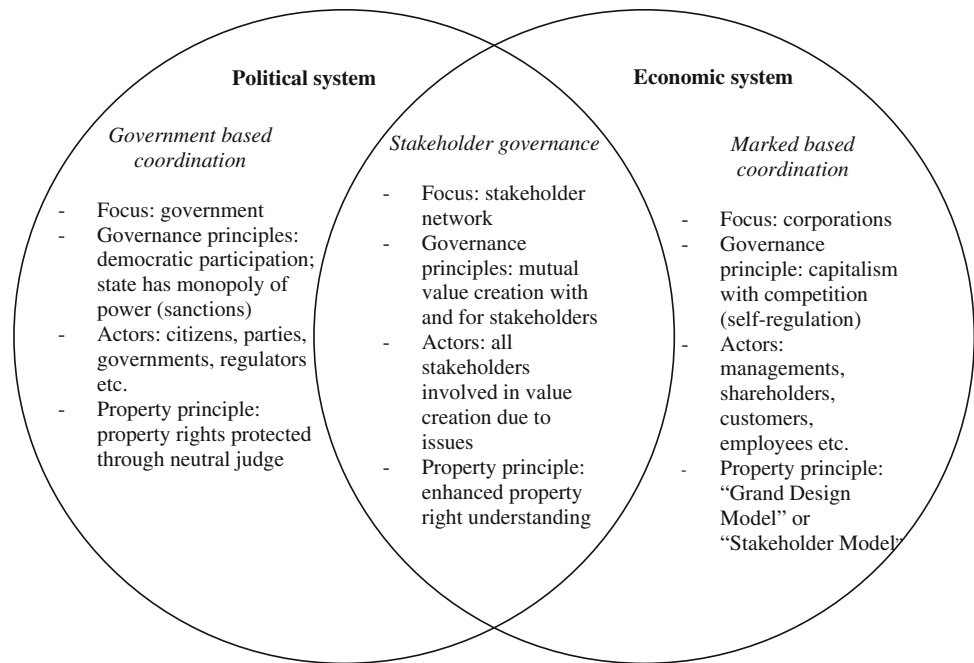 Political system
Government based
coordination
- Focus: government
- Governance principles:
democratic participation;
state has monopoly of
power (sanctions)
- Actors: citizens, parties,
governments, regulators
etc.
- Property principle:
property rights protected
through neutral judge
Stakeholder governance
- Focus: stakeholder
network
- Governance
principles: mutual
value creation with
and for stakeholders
- Actors: all
stakeholders
involved in value
creation due to
issues
- Property principle:
enhanced property
right understanding
Economic system
Marked based
coordination
- Focus: corporations
- Governance
principle: capitalism
with competition
(self-regulation)
- Actors:
managements,
shareholders,
customers,
employees etc.
- Property principle:
“Grand Design
Model” or
“Stakeholder Model”